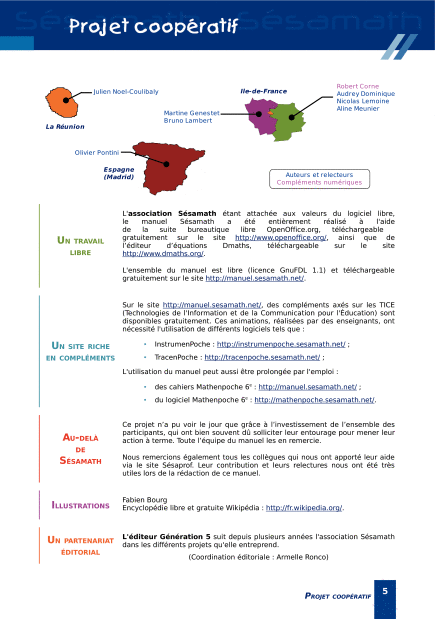 Projet coopératif
Julien Noel-Coulibaly
La Réunion
Ile-de-France
Martine Genestet
Bruno Lambert
Robert Corne
Audrey Dominique
Nicolas Lemoine
Aline Meunier
Olivier Pontini
Espagne
(Madrid)
Auteurs et relecteurs
Compléments numériques
Un travail
libre
L'association Sésamath étant attachée aux valeurs du logiciel libre,
le manuel Sésamath a été entièrement réalisé à l'aide
de la suite bureautique libre OpenOffice.org, téléchargeable
gratuitement sur le site http://www.openoffice.org/, ainsi que de
l'éditeur d'équations Dmaths, téléchargeable sur le site
http://www.dmaths.org/.
L'ensemble du manuel est libre (licence GnuFDL 1.1) et téléchargeable
gratuitement sur le site http://manuel.sesamath.net/.
Un site riche
en compléments
Sur le site http://manuel.sesamath.net/, des compléments axés sur les TICE
(Technologies de l'Information et de la Communication pour l'Éducation) sont
disponibles gratuitement. Ces animations, réalisées par des enseignants, ont
nécessité l'utilisation de différents logiciels tels que :
• InstrumenPoche : http://instrumenpoche.sesamath.net/ ;
• TracenPoche : http://tracenpoche.sesamath.net/ ;
L'utilisation du manuel peut aussi être prolongée par l'emploi :
• des cahiers Mathenpoche 6e : http://manuel.sesamath.net/ ;
• du logiciel Mathenpoche 6e : http://mathenpoche.sesamath.net/.
Au-delà
de
Sésamath
Ce projet n'a pu voir le jour que grâce à l'investissement de l'ensemble des
participants, qui ont bien souvent dû solliciter leur entourage pour mener leur
action à terme. Toute l'équipe du manuel les en remercie.
Nous remercions également tous les collègues qui nous ont apporté leur aide
via le site Sésaprof. Leur contribution et leurs relectures nous ont été très
utiles lors de la rédaction de ce manuel.
Illustrations
Fabien Bourg
Encyclopédie libre et gratuite Wikipédia : http://fr.wikipedia.org/.
Un partenariat
éditorial
L'éditeur Génération 5 suit depuis plusieurs années l'association Sésamath
dans les différents projets qu'elle entreprend.
(Coordination éditoriale : Armelle Ronco)
Projet coopératif 5